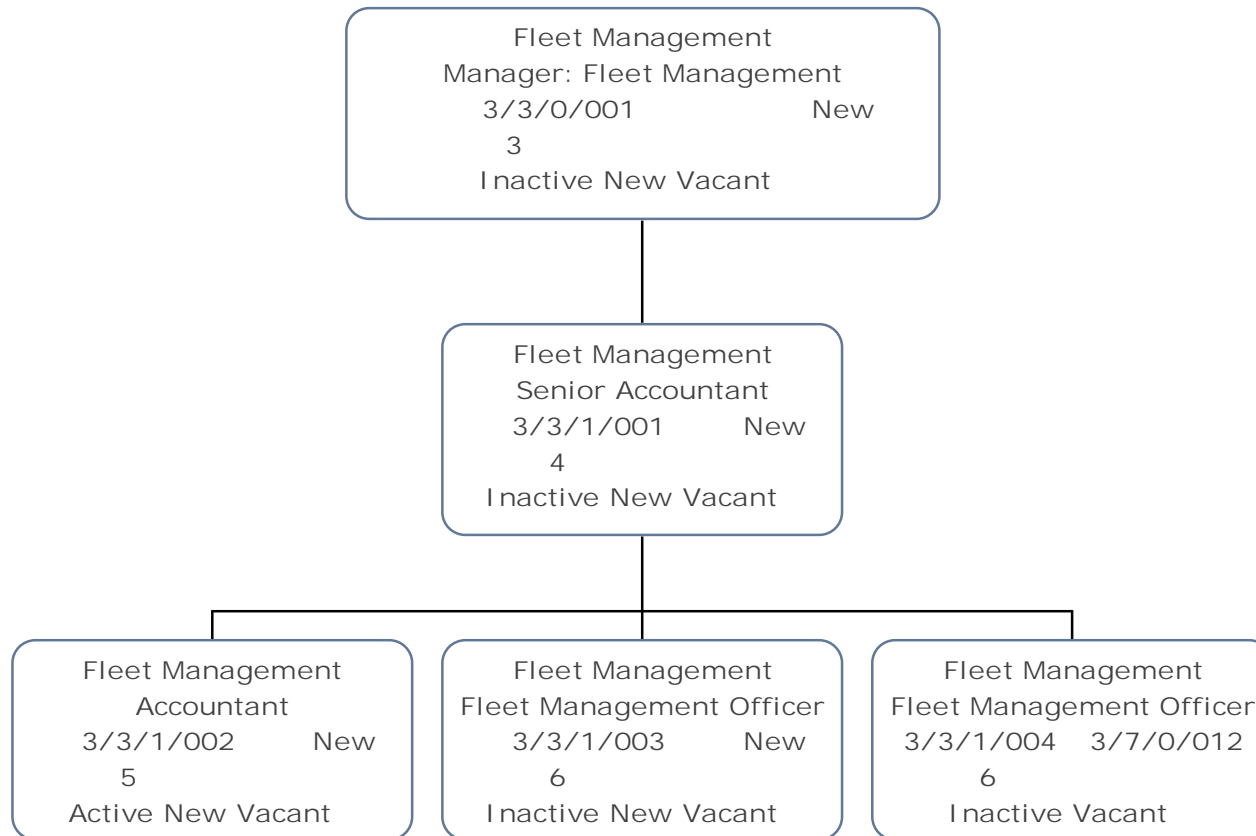 Fleet Management
Manager: Fleet Management
3/3/0/001 New
3
Inactive New Vacant
Fleet Management
Senior Accountant
3/3/1/001 New
4
Inactive New Vacant
Fleet Management
Accountant
3/3/1/002 New
5
Active New Vacant
Fleet Management
Fleet Management Officer
3/3/1/003 New
6
Inactive New Vacant
Fleet Management
Fleet Management Officer
3/3/1/004 3/7/0/012
6
Inactive Vacant